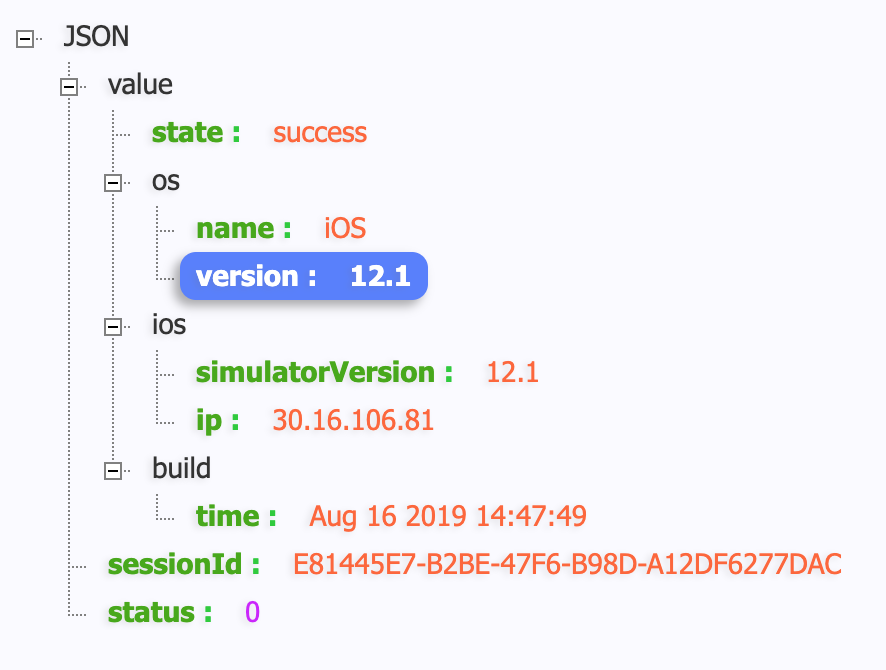 JSON
value
state : success
os
name : iOS
version : 12.1
ios
simulatorVersion : 12.1
ip : 30.16.106.81
build
time : Aug 16 2019 14:47:49
sessionId : E81445E7-B2BE-47F6-B98D-A12DF6277DAC
status : 0